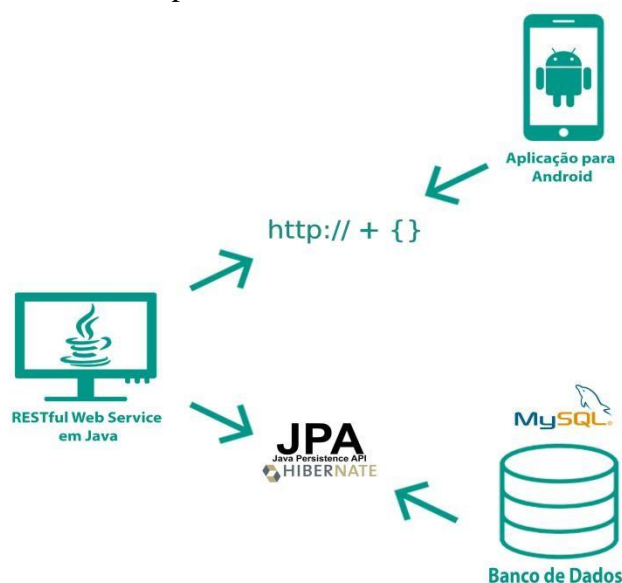 Aplicação para
Android
http:// + {}
RESTful Web Service
em Java
JPA
Java Persistence API
HIBERNATE
MySQL
Banco de Dados